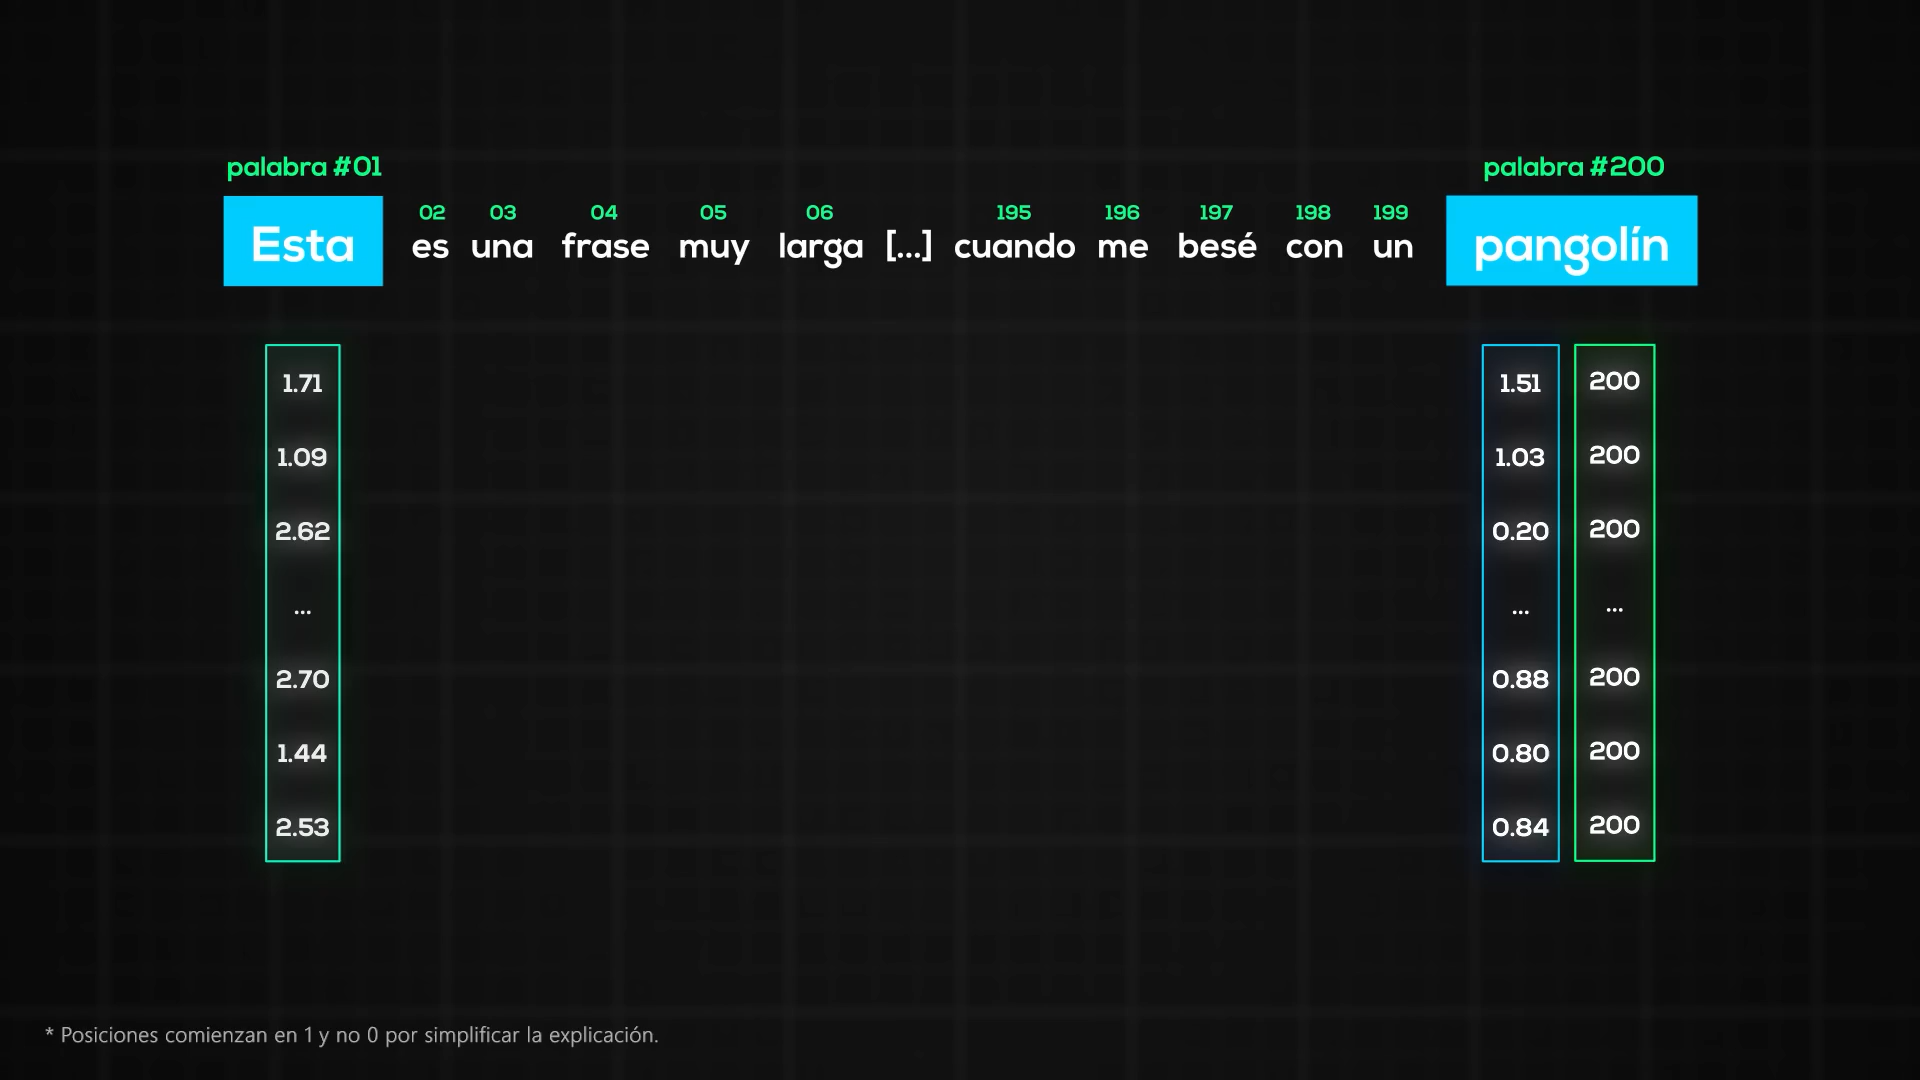 palabra #01 palabra #200
02 03 04 05 06 195 196 197 198 199
Esta es una frase muy larga [...] cuando me besé con un pangolín
1.71 1.51 200
1.09 1.03 200
2.62 0.20 200
... ... ...
2.70 0.88 200
1.44 0.80 200
2.53 0.84 200
* Posiciones comienzan en 1 y no 0 por simplificar la explicación.